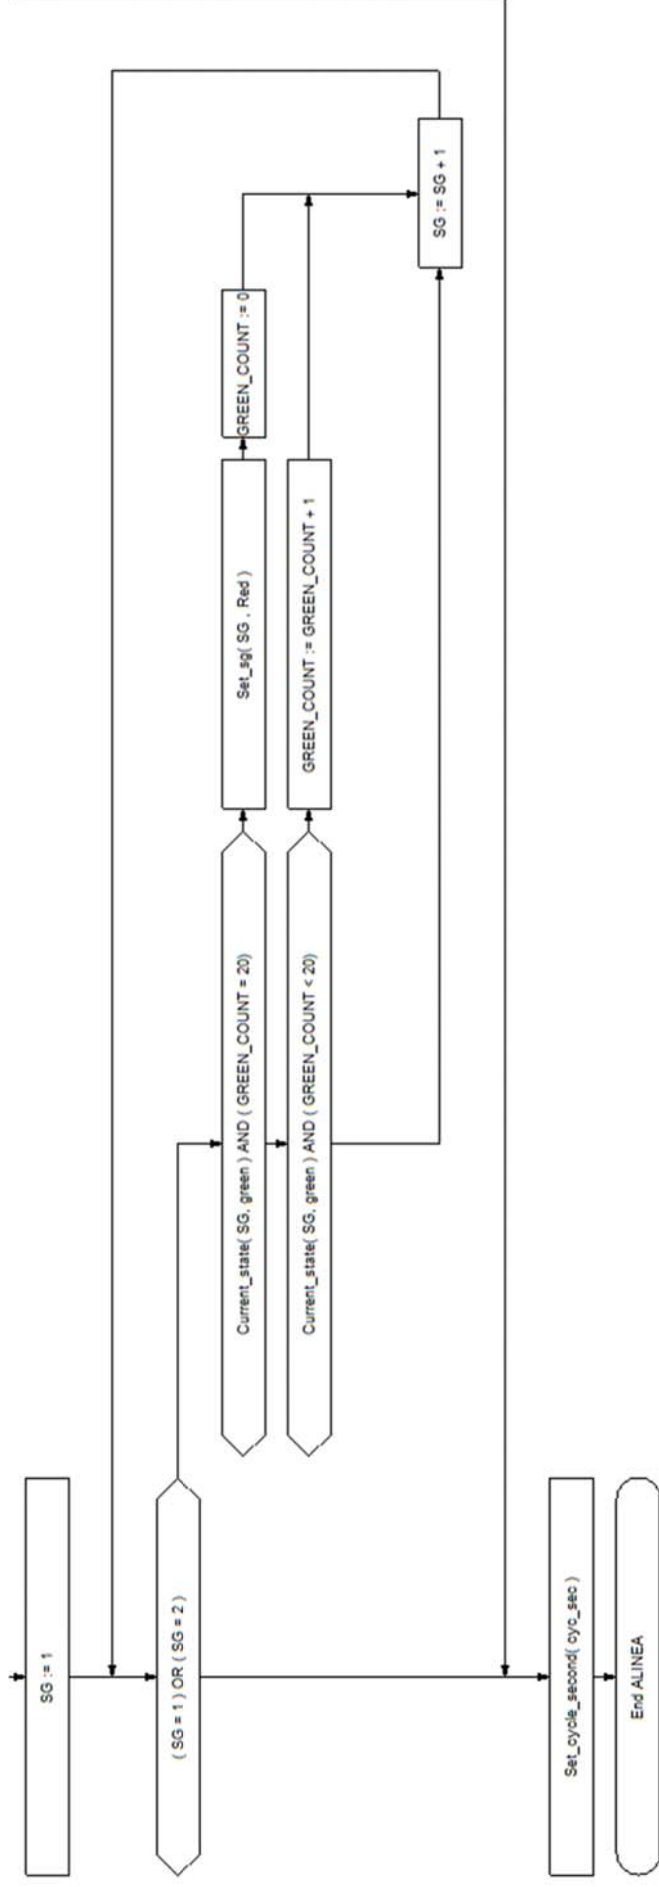 SG := 1
( SG = 1 ) OR ( SG = 2 )
Current_state( SG, green ) AND ( GREEN_COUNT = 20)
Set_sg( SG , Red )
GREEN_COUNT := 0
Current_state( SG, green ) AND ( GREEN_COUNT < 20)
GREEN_COUNT := GREEN_COUNT + 1
SG := SG + 1
Set_cycle_second( cyc_sec )
End ALINEA